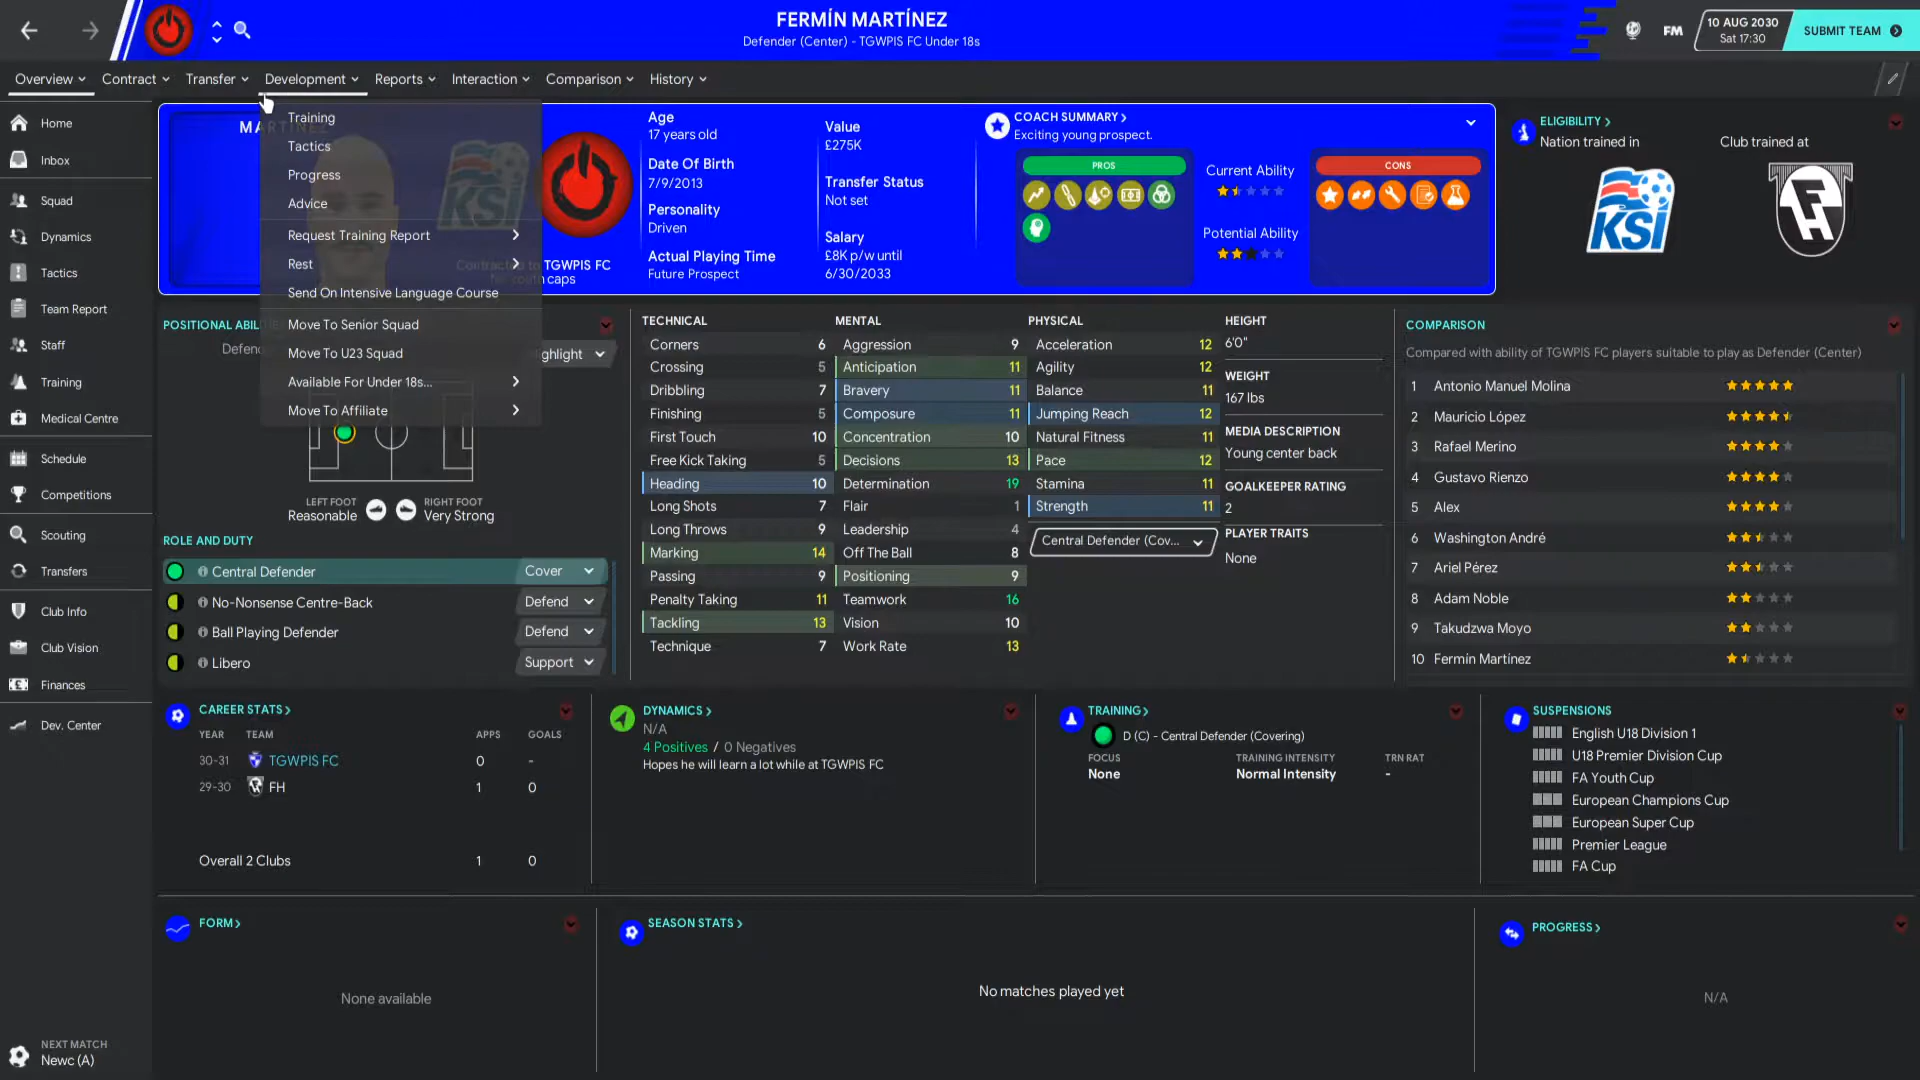 FERMÍN MARTÍNEZ
Defender (Center) - TGWPIS FC Under 18s
FM
10 AUG 2030
Sat 17:30
SUBMIT TEAM
Overview
Contract
Transfer
Development
Reports
Interaction
Comparison
History
Home
Inbox
Squad
Dynamics
Tactics
Team Report
Staff
Training
Medical Centre
Schedule
Competitions
Scouting
Transfers
Club Info
Club Vision
Finances
Dev. Center
NEXT MATCH
Newc (A)
Training
Tactics
Progress
Advice
Request Training Report
Rest
Send On Intensive Language Course
Move To Senior Squad
Move To U23 Squad
Available For Under 18s...
Move To Affiliate
KSÍ
TGWPIS FC
caps
Age
17 years old
Date Of Birth
7/9/2013
Personality
Driven
Actual Playing Time
Future Prospect
Value
£275K
Transfer Status
Not set
Salary
£8K p/w until
6/30/2033
COACH SUMMARY
Exciting young prospect.
PROS
Current Ability
Potential Ability
CONS
ELIGIBILITY
Nation trained in
Club trained at
KSÍ
FH
POSITIONAL ABIL
Defen
ghlight
LEFT FOOT
Reasonable
RIGHT FOOT
Very Strong
ROLE AND DUTY
Central Defender Cover
No-Nonsense Centre-Back Defend
Ball Playing Defender Defend
Libero Support
TECHNICAL
Corners 6
Crossing 5
Dribbling 7
Finishing 5
First Touch 10
Free Kick Taking 5
Heading 10
Long Shots 7
Long Throws 9
Marking 14
Passing 9
Penalty Taking 11
Tackling 13
Technique 7
MENTAL
Aggression 9
Anticipation 11
Bravery 11
Composure 11
Concentration 10
Decisions 13
Determination 19
Flair 1
Leadership 4
Off The Ball 8
Positioning 9
Teamwork 16
Vision 10
Work Rate 13
PHYSICAL
Acceleration 12
Agility 12
Balance 11
Jumping Reach 12
Natural Fitness 11
Pace 12
Stamina 11
Strength 11
Central Defender (Cov...
HEIGHT
6'0"
WEIGHT
167 lbs
MEDIA DESCRIPTION
Young center back
GOALKEEPER RATING
2
PLAYER TRAITS
None
COMPARISON
Compared with ability of TGWPIS FC players suitable to play as Defender (Center)
1 Antonio Manuel Molina
2 Mauricio López
3 Rafael Merino
4 Gustavo Rienzo
5 Alex
6 Washington André
7 Ariel Pérez
8 Adam Noble
9 Takudzwa Moyo
10 Fermín Martínez
CAREER STATS
YEAR TEAM APPS GOALS
30-31 TGWPIS FC 0 -
29-30 FH 1 0
Overall 2 Clubs 1 0
DYNAMICS
N/A
4 Positives / 0 Negatives
Hopes he will learn a lot while at TGWPIS FC
TRAINING
D (C) - Central Defender (Covering)
FOCUS
None
TRAINING INTENSITY
Normal Intensity
TRN RAT
-
SUSPENSIONS
English U18 Division 1
U18 Premier Division Cup
FA Youth Cup
European Champions Cup
European Super Cup
Premier League
FA Cup
FORM
None available
SEASON STATS
No matches played yet
PROGRESS
N/A